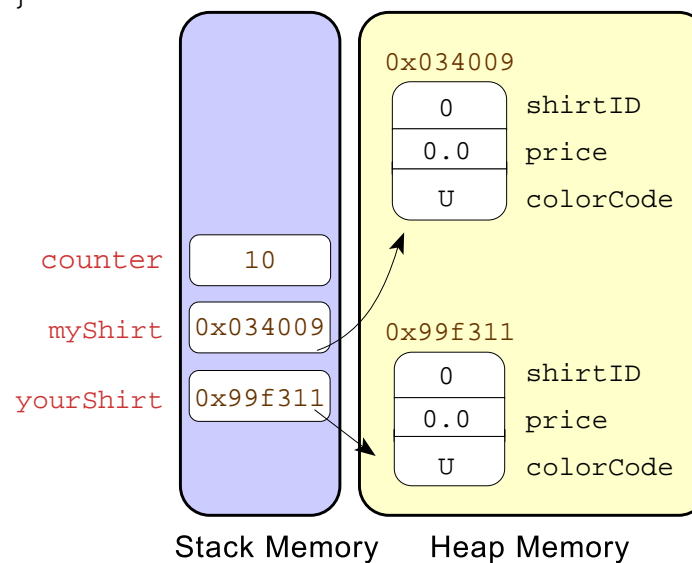 }
0x034009
0 shirtID
0.0 price
U colorCode
counter 10
myShirt 0x034009
0x99f311
yourShirt 0x99f311
0 shirtID
0.0 price
U colorCode
Stack Memory Heap Memory